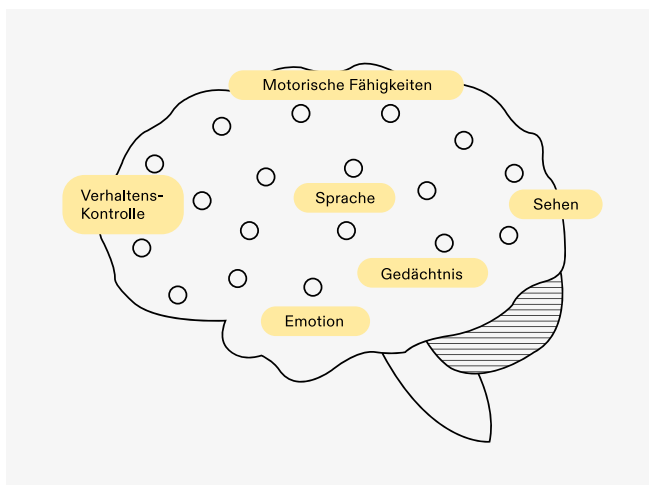 Motorische Fähigkeiten
Verhaltens-
Kontrolle
Sprache
Sehen
Gedächtnis
Emotion